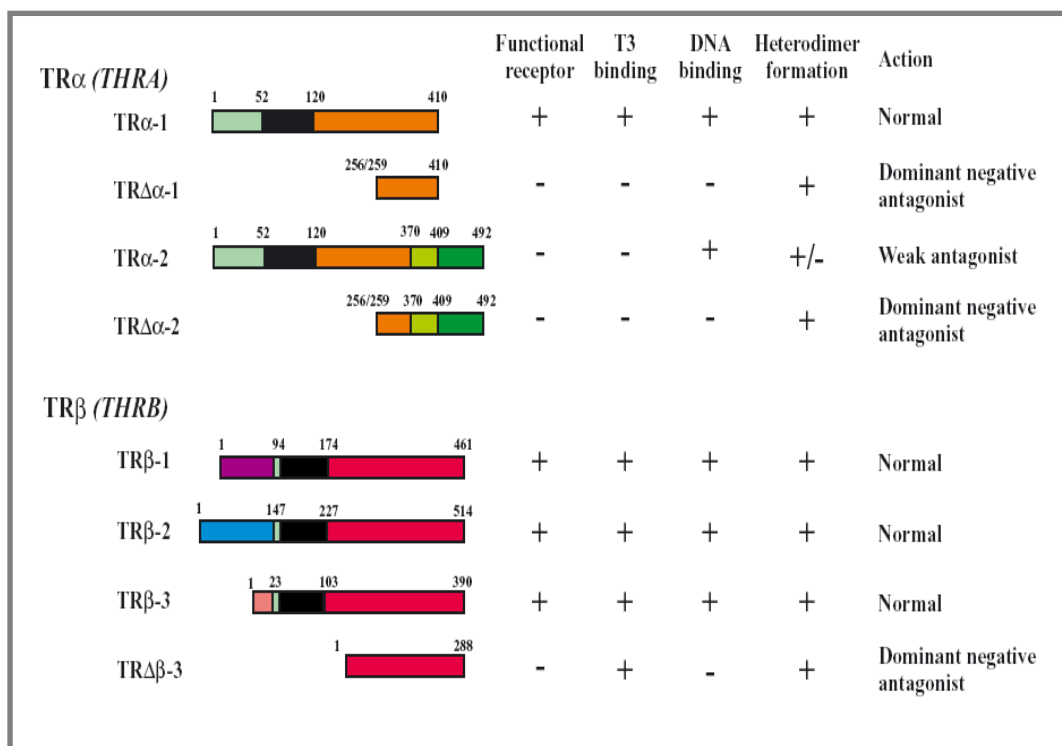 Functional T3 DNA Heterodimer
receptor binding binding formation Action
TRα (THRA)
1 52 120 410
TRα-1 + + + + Normal
256/259 410
TRΔα-1 - - - + Dominant negative
antagonist
1 52 120 370 409 492
TRα-2 - - + +/- Weak antagonist
256/259 370 409 492
TRΔα-2 - - - + Dominant negative
antagonist
TRβ (THRB)
1 94 174 461
TRβ-1 + + + + Normal
1 147 227 514
TRβ-2 + + + + Normal
1 23 103 390
TRβ-3 + + + + Normal
1 288
TRΔβ-3 - + - + Dominant negative
antagonist